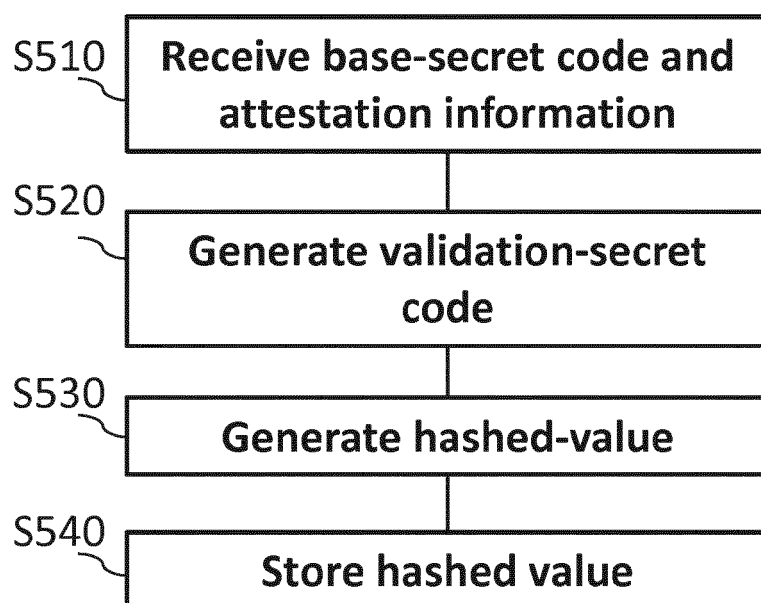 S510
Receive base-secret code and
attestation information
S520
Generate validation-secret
code
S530
Generate hashed-value
S540
Store hashed value